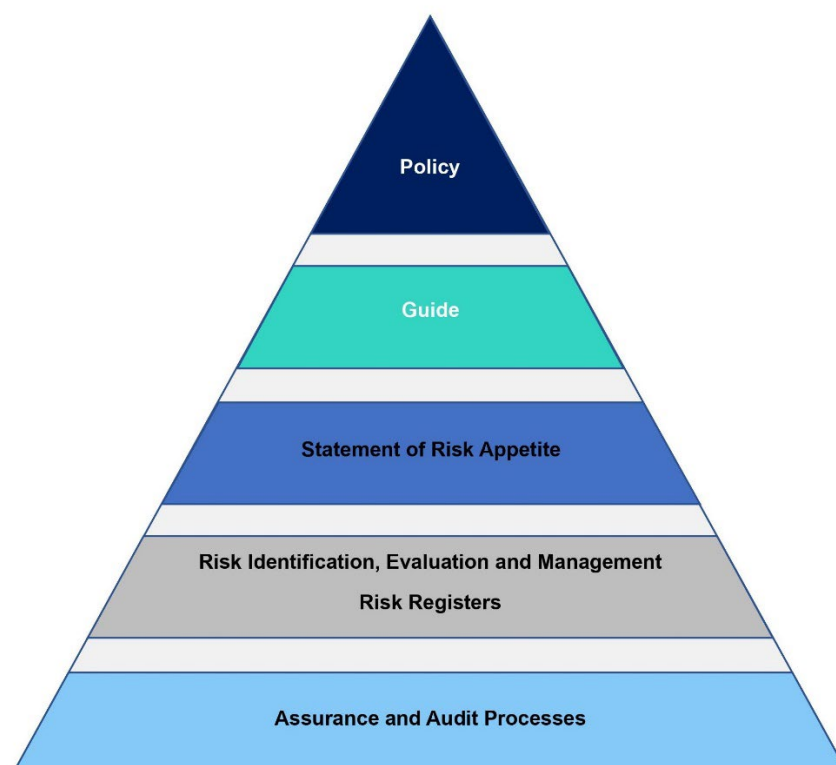 Policy
Guide
Statement of Risk Appetite
Risk Identification, Evaluation and Management
Risk Registers
Assurance and Audit Processes